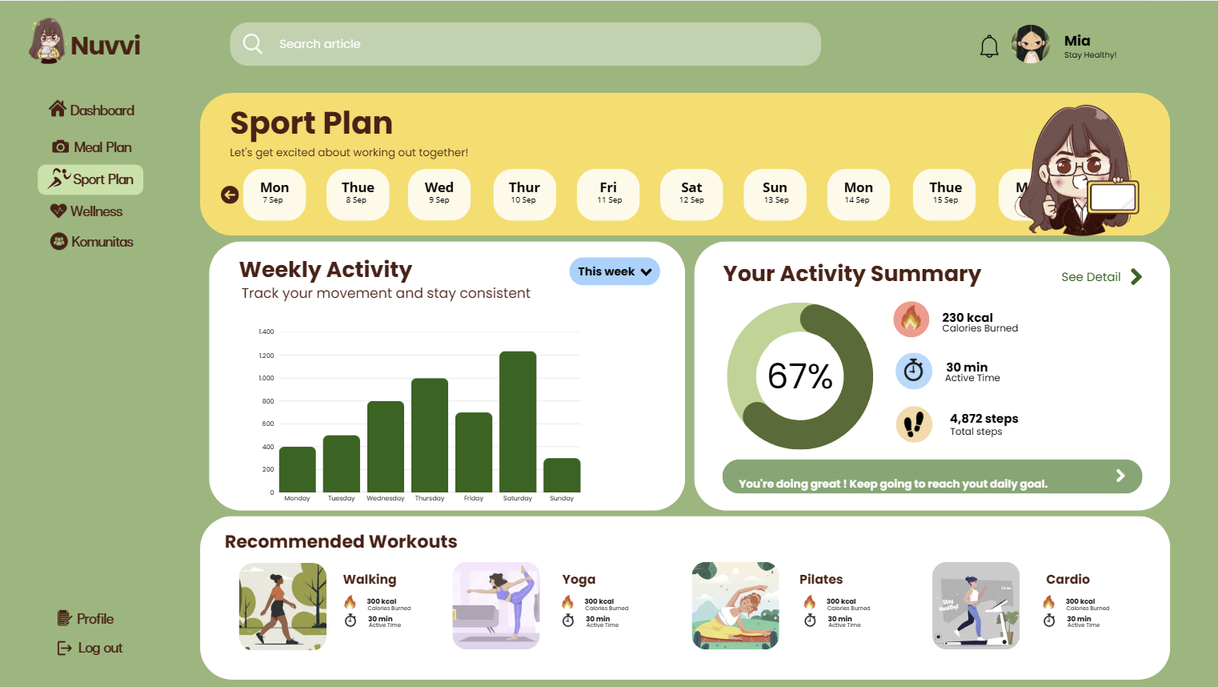 Nuvvi
Search article
Mia
Stay Healthy!
Dashboard
Meal Plan
Sport Plan
Wellness
Komunitas
Profile
Log out
Sport Plan
Let's get excited about working out together!
Mon
7 Sep
Thue
8 Sep
Wed
9 Sep
Thur
10 Sep
Fri
11 Sep
Sat
12 Sep
Sun
13 Sep
Mon
14 Sep
Thue
15 Sep
M
Weekly Activity
This week
Track your movement and stay consistent
1.400
1.200
1.000
800
600
400
200
0
Monday
Tuesday
Wednesday
Thursday
Friday
Saturday
Sunday
Your Activity Summary
See Detail
67%
230 kcal
Calories Burned
30 min
Active Time
4,872 steps
Total steps
You're doing great ! Keep going to reach yout daily goal.
Recommended Workouts
Walking
300 kcal
Calories Burned
30 min
Active Time
Yoga
300 kcal
Calories Burned
30 min
Active Time
Pilates
300 kcal
Calories Burned
30 min
Active Time
Stay
Healthy!
Cardio
300 kcal
Calories Burned
30 min
Active Time